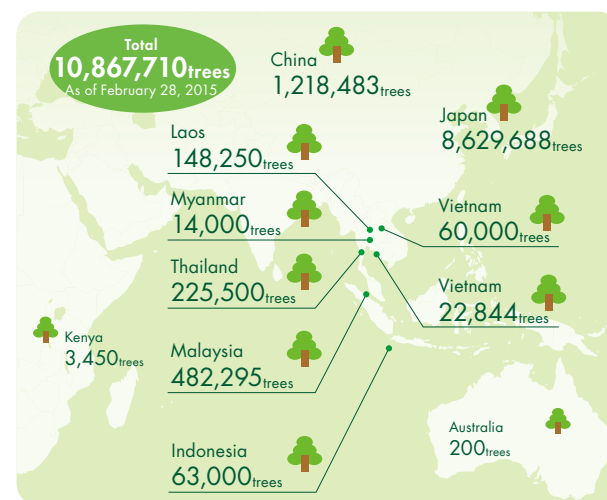 Total
10,867,710trees
As of February 28, 2015
China
1,218,483trees
Japan
8,629,688trees
Laos
148,250trees
Myanmar
14,000trees
Vietnam
60,000trees
Thailand
225,500trees
Vietnam
22,844trees
Kenya
3,450trees
Malaysia
482,295trees
Australia
200trees
Indonesia
63,000trees